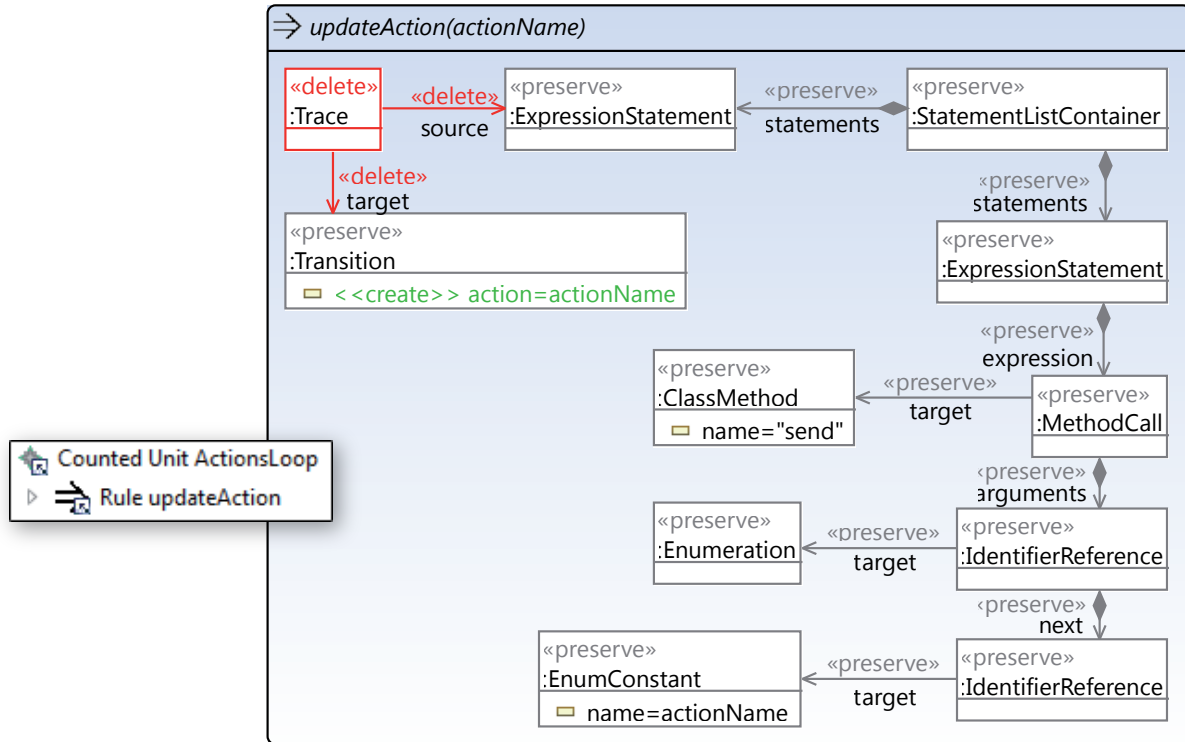 updateAction(actionName)
«delete»
:Trace
«delete»
source
«preserve»
:ExpressionStatement
«preserve»
statements
«preserve»
:StatementListContainer
«delete»
target
«preserve»
statements
«preserve»
:Transition
<<create>> action=actionName
«preserve»
:ExpressionStatement
«preserve»
expression
«preserve»
:ClassMethod
name="send"
«preserve»
target
«preserve»
:MethodCall
Counted Unit ActionsLoop
Rule updateAction
«preserve»
arguments
«preserve»
:Enumeration
«preserve»
target
«preserve»
:IdentifierReference
«preserve»
next
«preserve»
:EnumConstant
name=actionName
«preserve»
target
«preserve»
:IdentifierReference